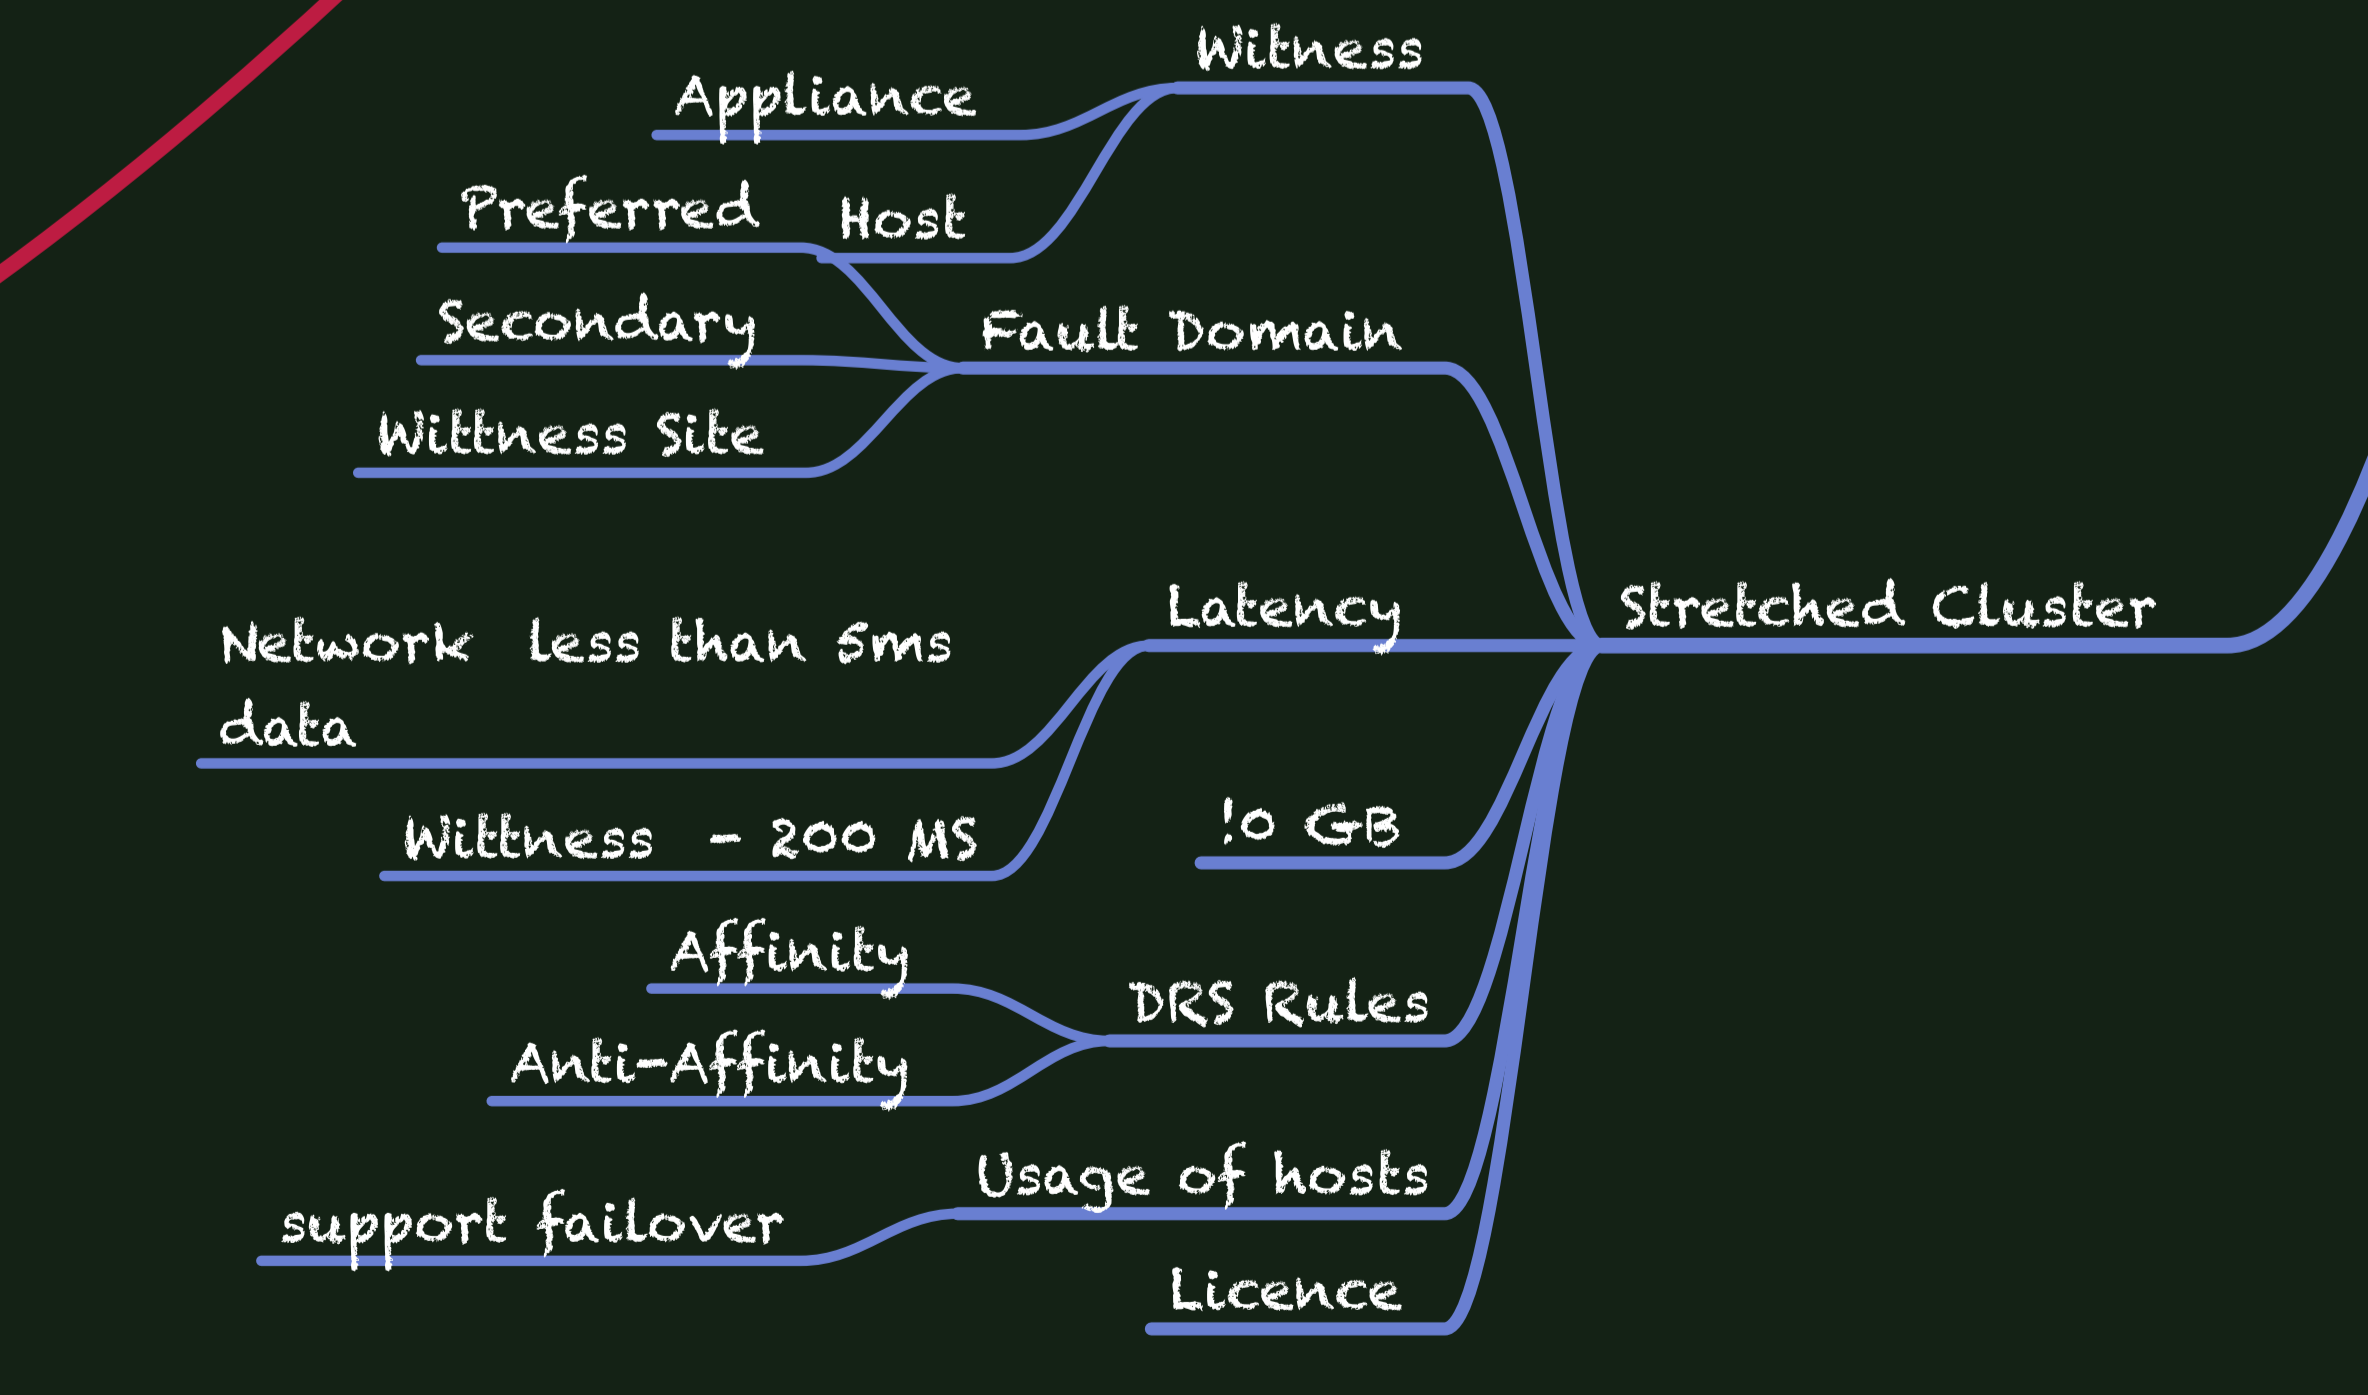 Witness
Appliance
Preferred
Host
Secondary
Fault Domain
Wittness Site
Stretched Cluster
Latency
Network  less than 5ms
data
!0 GB
Wittness  - 200 MS
Affinity
DRS Rules
Anti-Affinity
Usage of hosts
support failover
Licence